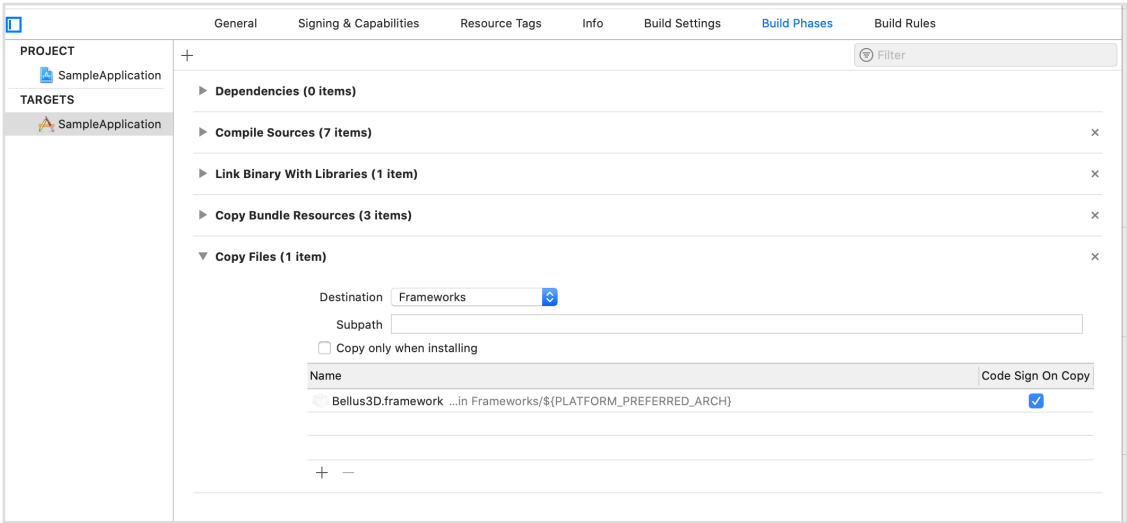 General Signing & Capabilities Resource Tags Info Build Settings Build Phases Build Rules
PROJECT
SampleApplication
TARGETS
SampleApplication
Filter
Dependencies (0 items)
Compile Sources (7 items)
Link Binary With Libraries (1 item)
Copy Bundle Resources (3 items)
Copy Files (1 item)
Destination Frameworks
Subpath
Copy only when installing
Name Code Sign On Copy
Bellus3D.framework ...in Frameworks/${PLATFORM_PREFERRED_ARCH}